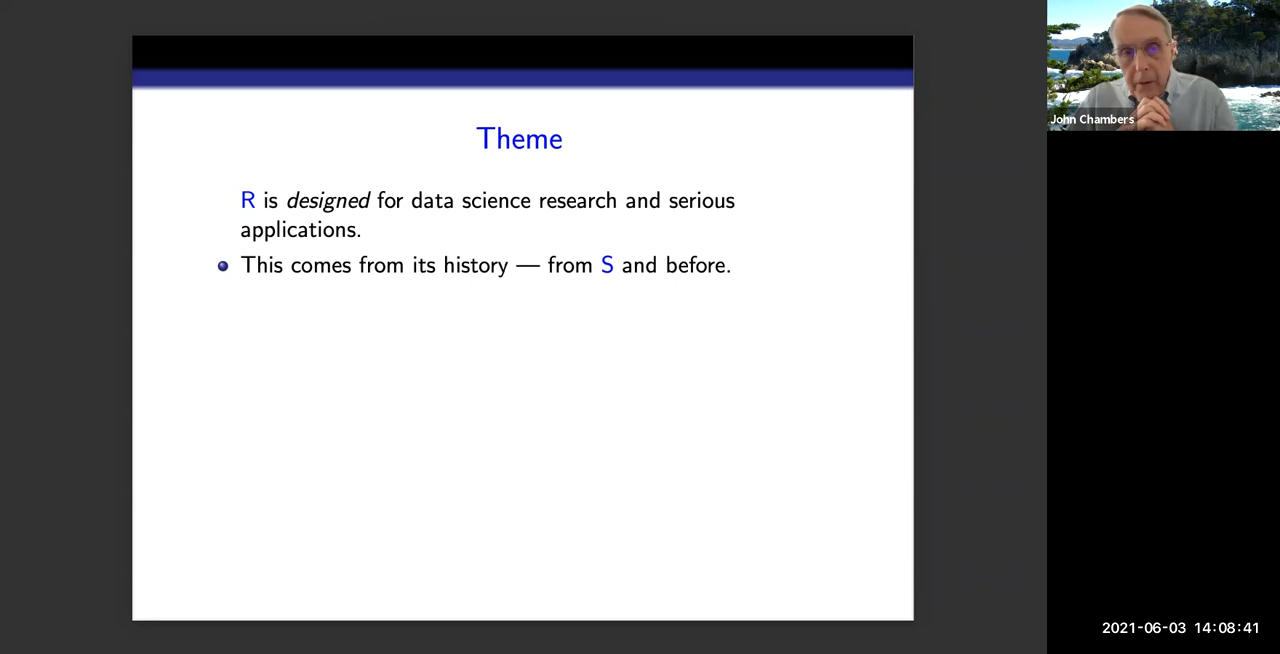 Theme
R is designed for data science research and serious
applications.
This comes from its history — from S and before.
John Chambers
2021-06-03 14:08:41